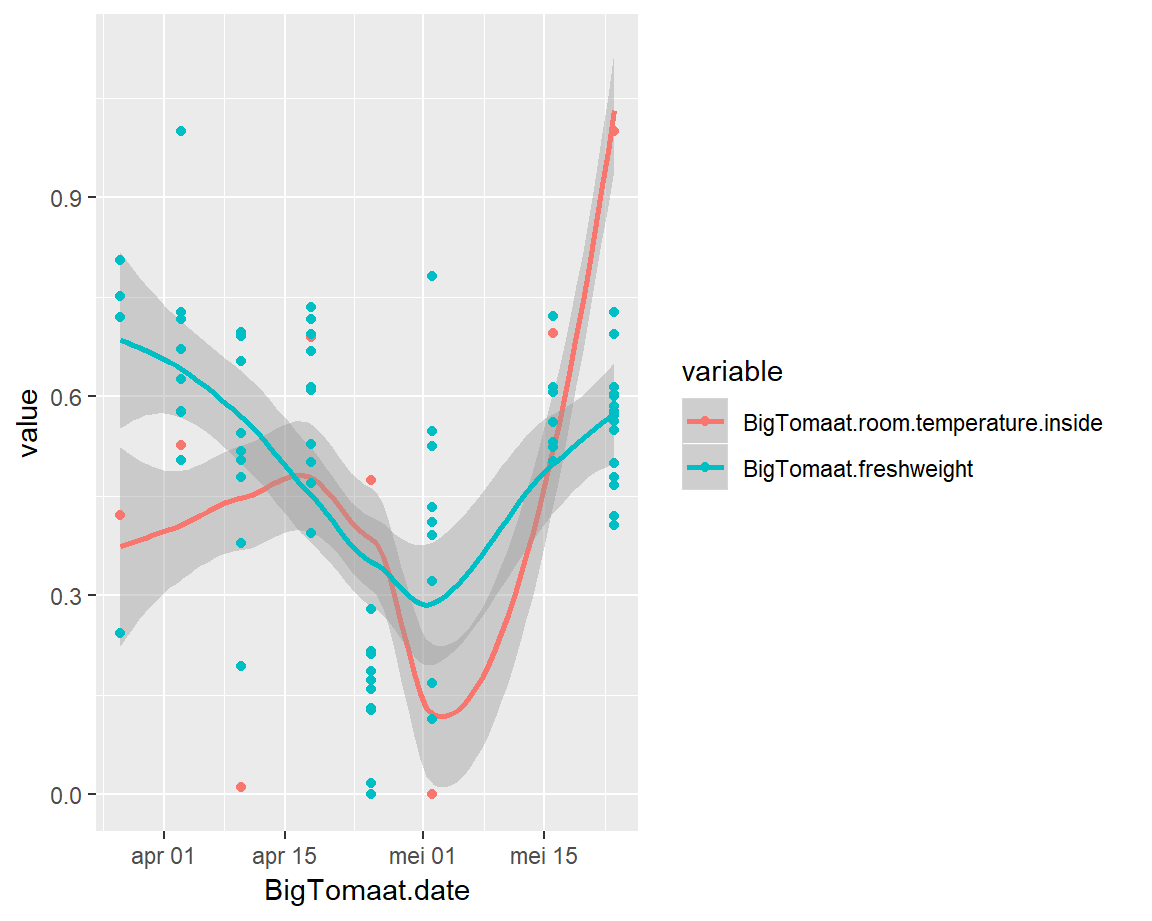 value
0.9
0.6
0.3
0.0
apr 01
apr 15
mei 01
mei 15
BigTomaat.date
variable
BigTomaat.room.temperature.inside
BigTomaat.freshweight